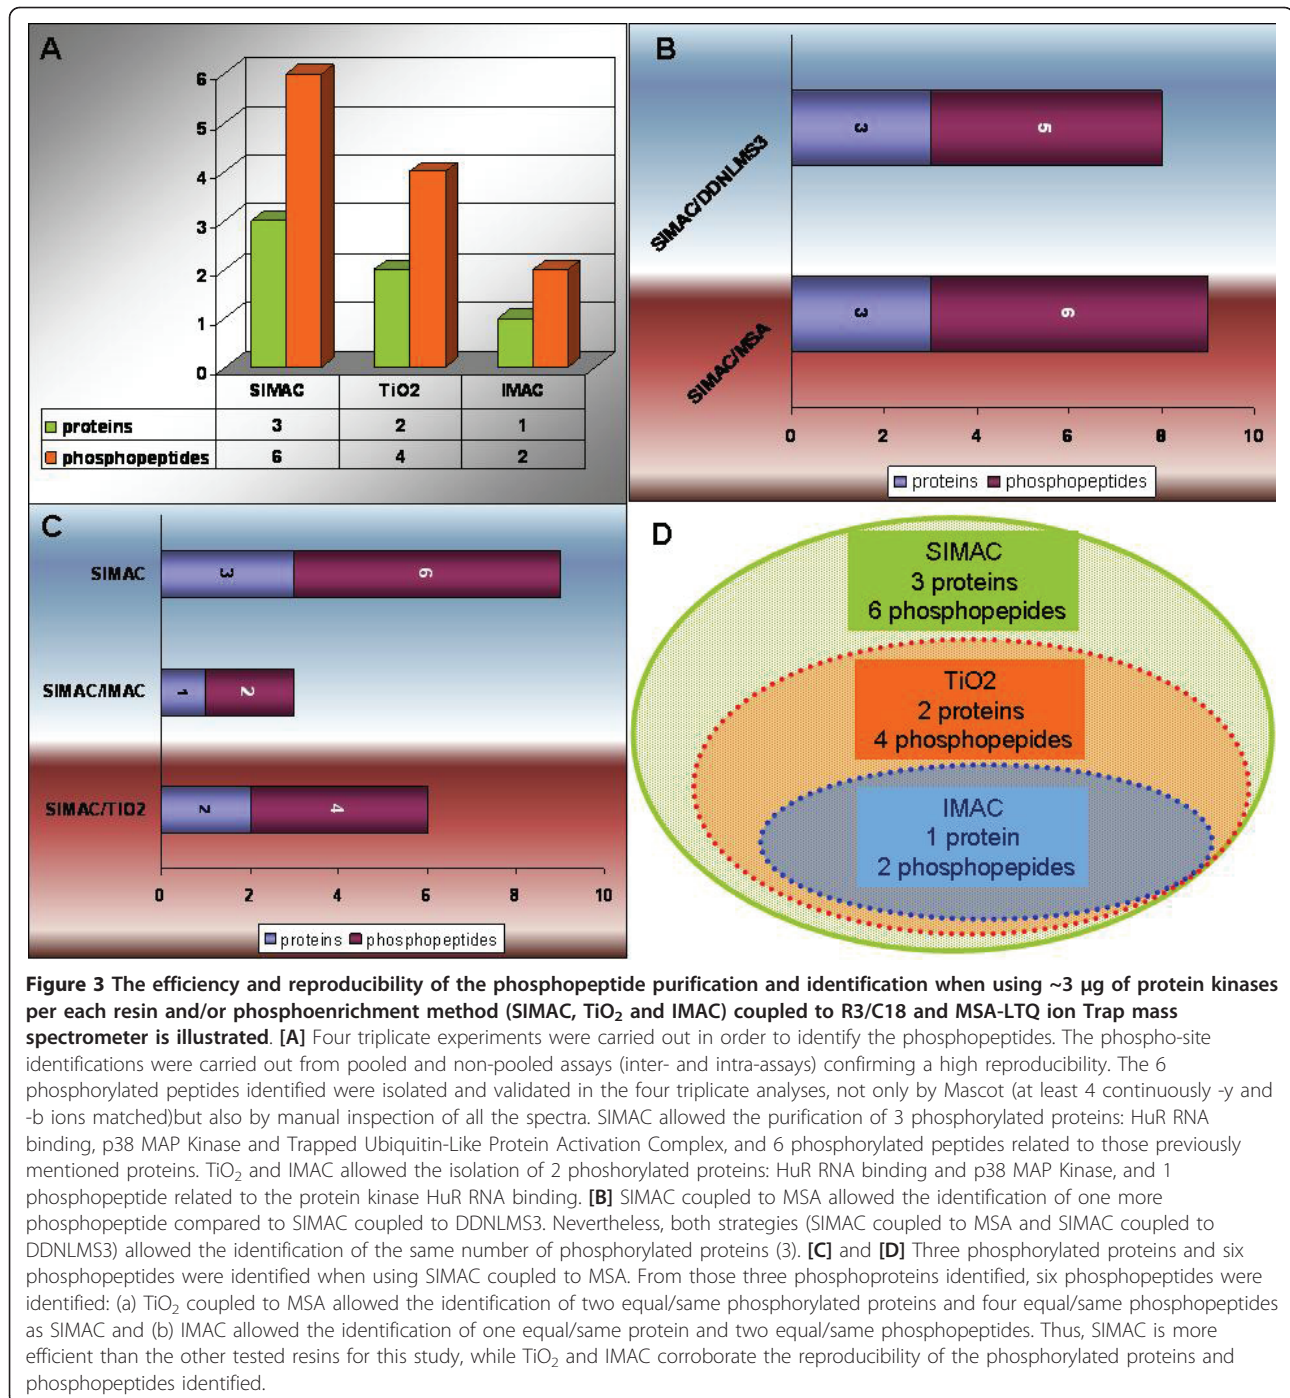 A
6
5
4
3
2
1
0
SIMAC TiO2 IMAC
proteins 3 2 1
phosphopeptides 6 4 2
B
SIMAC/DDNLMS3
3 5
SIMAC/MSA
3 6
0 2 4 6 8 10
proteins phosphopeptides
C
SIMAC
3 6
SIMAC/IMAC
1 2
SIMAC/TIO2
2 4
0 2 4 6 8 10
proteins phosphopeptides
D
SIMAC
3 proteins
6 phosphopepides
TiO2
2 proteins
4 phosphopepides
IMAC
1 protein
2 phosphopepides
Figure 3 The efficiency and reproducibility of the phosphopeptide purification and identification when using ~3 μg of protein kinases
per each resin and/or phosphoenrichment method (SIMAC, TiO₂ and IMAC) coupled to R3/C18 and MSA-LTQ ion Trap mass
spectrometer is illustrated. [A] Four triplicate experiments were carried out in order to identify the phosphopeptides. The phospho-site
identifications were carried out from pooled and non-pooled assays (inter- and intra-assays) confirming a high reproducibility. The 6
phosphorylated peptides identified were isolated and validated in the four triplicate analyses, not only by Mascot (at least 4 continuously -y and
-b ions matched)but also by manual inspection of all the spectra. SIMAC allowed the purification of 3 phosphorylated proteins: HuR RNA
binding, p38 MAP Kinase and Trapped Ubiquitin-Like Protein Activation Complex, and 6 phosphorylated peptides related to those previously
mentioned proteins. TiO₂ and IMAC allowed the isolation of 2 phoshorylated proteins: HuR RNA binding and p38 MAP Kinase, and 1
phosphopeptide related to the protein kinase HuR RNA binding. [B] SIMAC coupled to MSA allowed the identification of one more
phosphopeptide compared to SIMAC coupled to DDNLMS3. Nevertheless, both strategies (SIMAC coupled to MSA and SIMAC coupled to
DDNLMS3) allowed the identification of the same number of phosphorylated proteins (3). [C] and [D] Three phosphorylated proteins and six
phosphopeptides were identified when using SIMAC coupled to MSA. From those three phosphoproteins identified, six phosphopeptides were
identified: (a) TiO₂ coupled to MSA allowed the identification of two equal/same phosphorylated proteins and four equal/same phosphopeptides
as SIMAC and (b) IMAC allowed the identification of one equal/same protein and two equal/same phosphopeptides. Thus, SIMAC is more
efficient than the other tested resins for this study, while TiO₂ and IMAC corroborate the reproducibility of the phosphorylated proteins and
phosphopeptides identified.